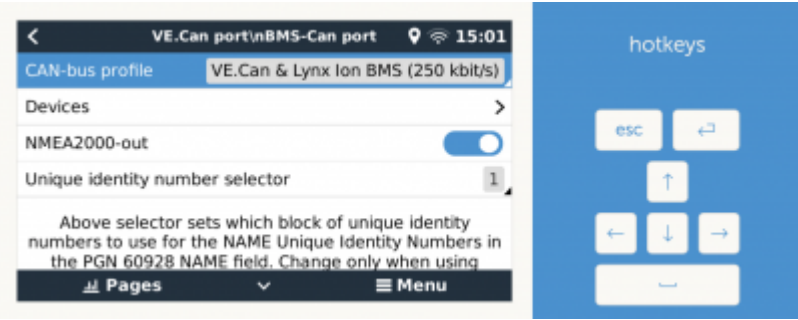 VE.Can port\nBMS-Can port 15:01
CAN-bus profile VE.Can & Lynx Ion BMS (250 kbit/s)
Devices
NMEA2000-out
Unique identity number selector 1
Above selector sets which block of unique identity
numbers to use for the NAME Unique Identity Numbers in
the PGN 60928 NAME field. Change only when using
Pages Menu
hotkeys
esc